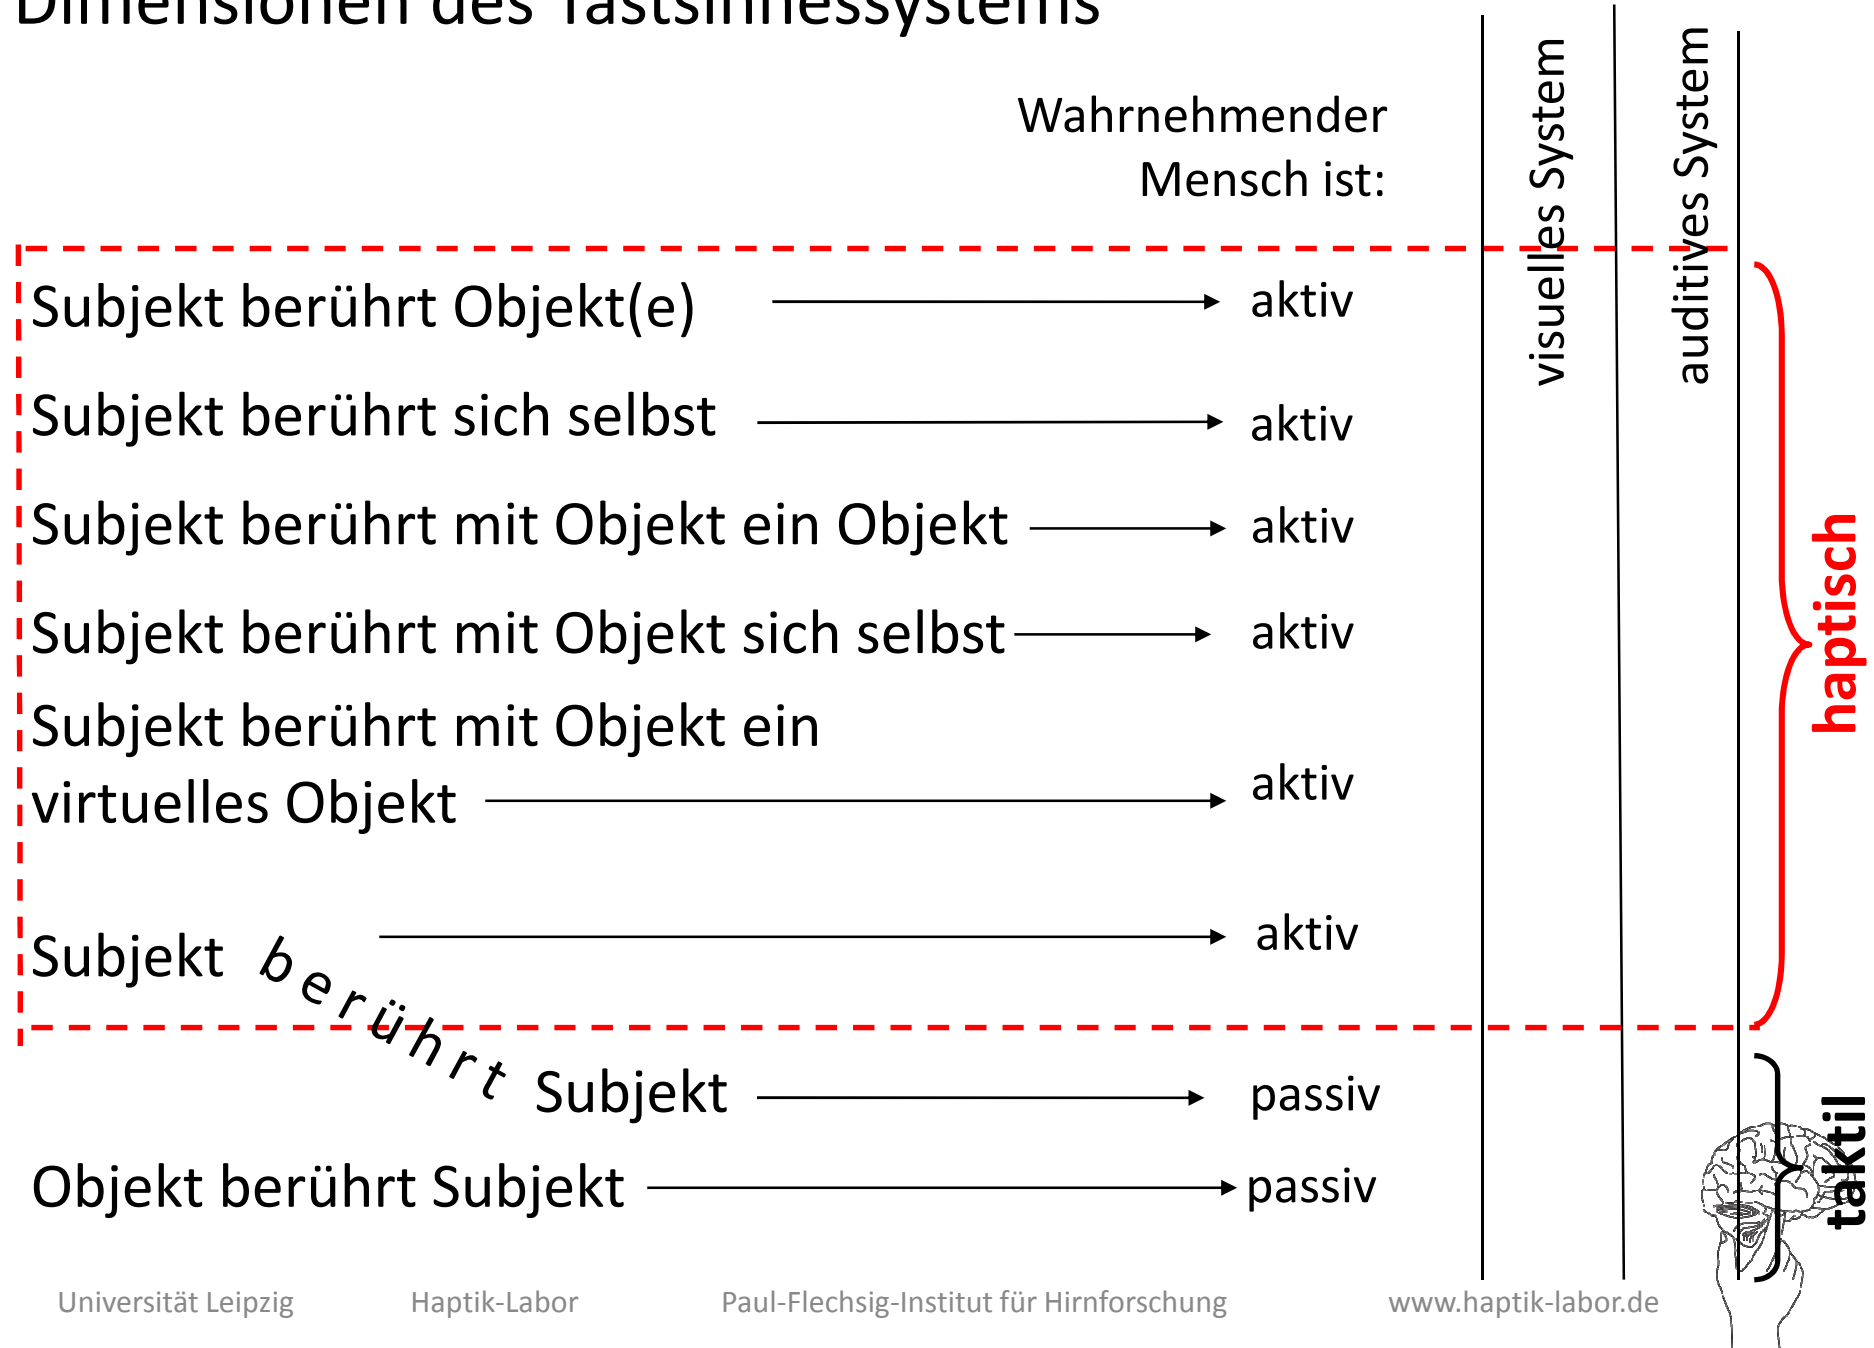 Dimensionen des Tastsinnessystems
Wahrnehmender
Mensch ist:
visuelles System
auditives System
Subjekt berührt Objekt(e) aktiv
Subjekt berührt sich selbst aktiv
Subjekt berührt mit Objekt ein Objekt aktiv
Subjekt berührt mit Objekt sich selbst aktiv
Subjekt berührt mit Objekt ein
virtuelles Objekt aktiv
Subjekt berührt aktiv
Subjekt passiv
Objekt berührt Subjekt passiv
haptisch
taktil
Universität Leipzig Haptik-Labor Paul-Flechsig-Institut für Hirnforschung www.haptik-labor.de